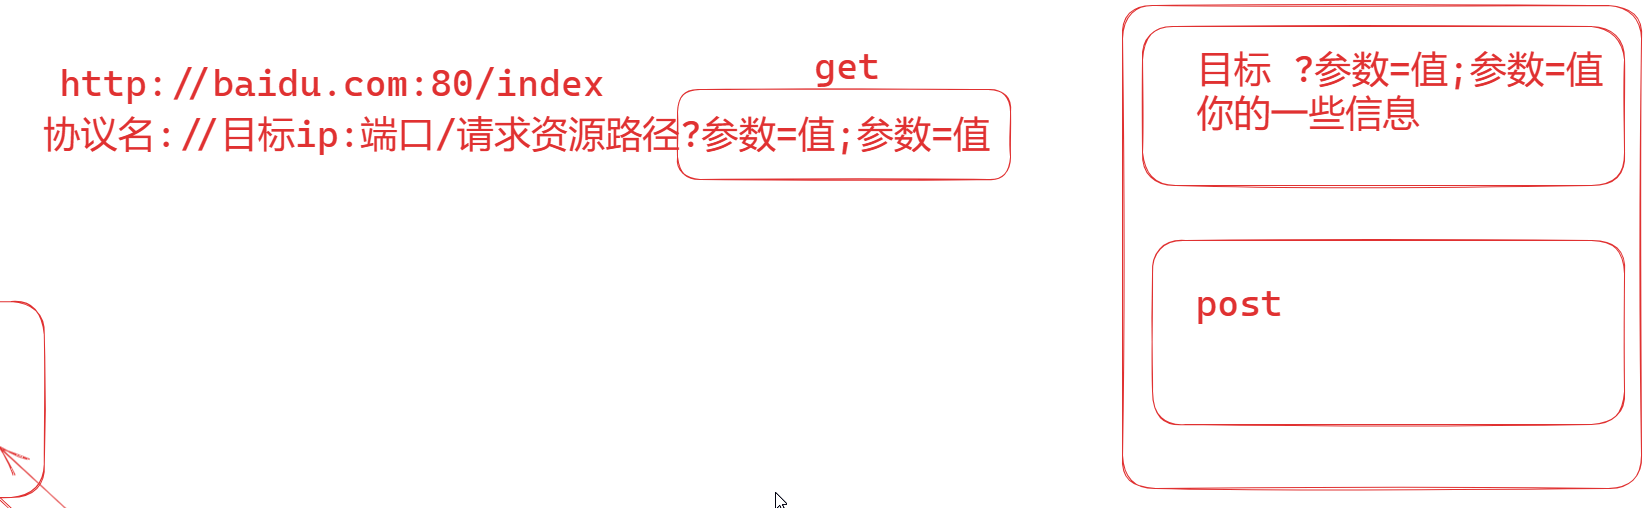 http://baidu.com:80/index
get
协议名://目标ip:端口/请求资源路径?参数=值;参数=值
目标 ?参数=值;参数=值
你的一些信息
post